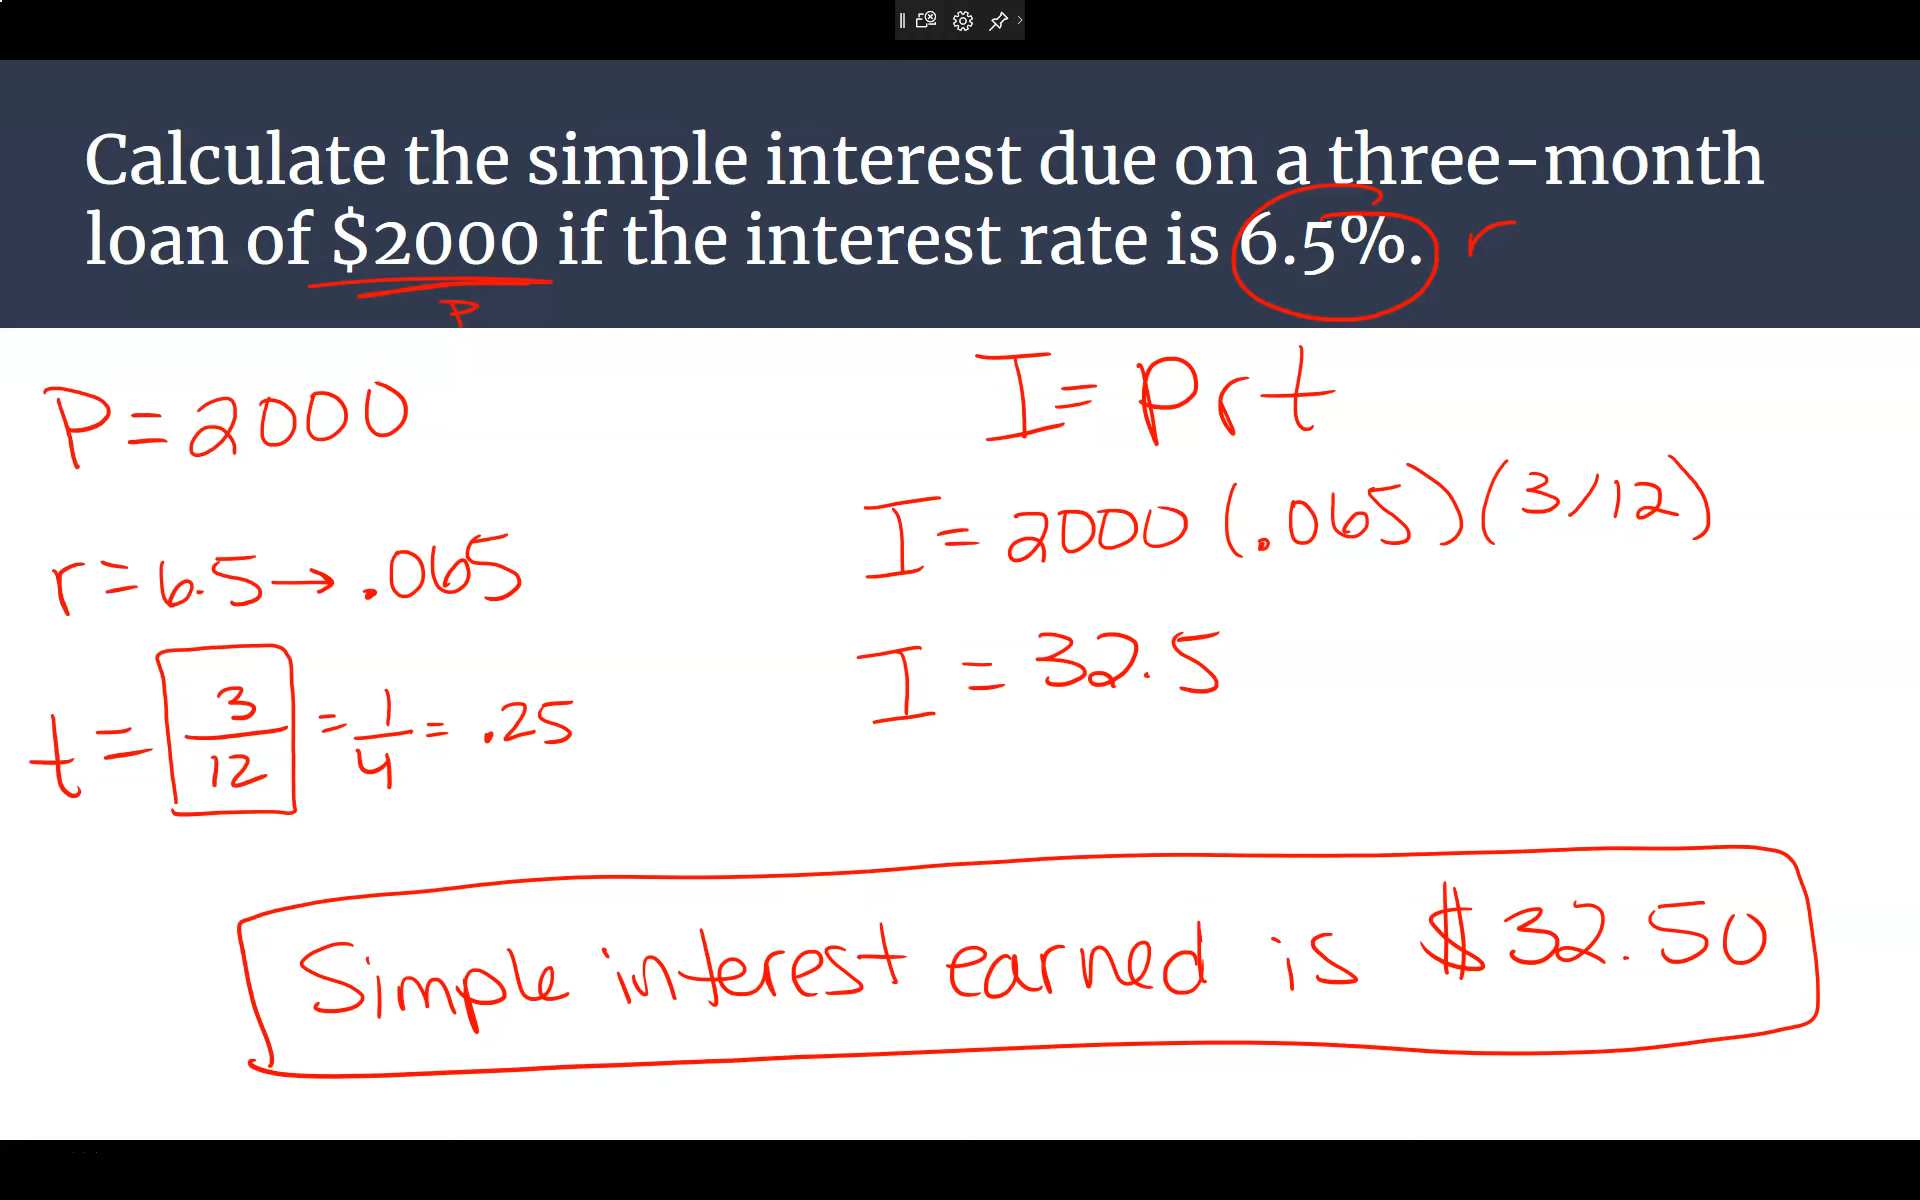 Calculate the simple interest due on a three-month
loan of $2000 if the interest rate is 6.5%. r
P
P = 2000
r = 6.5 → .065
t = 3/12 = 1/4 = .25
I = Prt
I = 2000 (.065)(3/12)
I = 32.5
Simple interest earned is $32.50